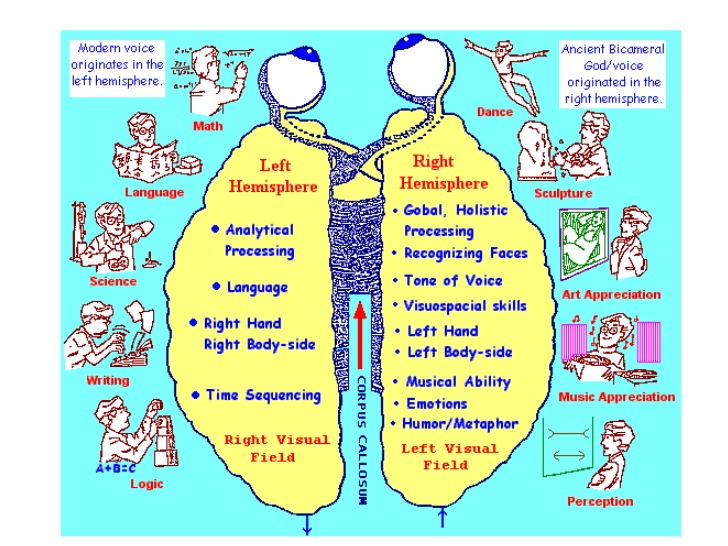 Modern voice
originates in the
left hemisphere.
Math
Language
Science
Writing
A+B=C
Logic
Left
Hemisphere
• Analytical
Processing
• Language
• Right Hand
Right Body-side
• Time Sequencing
Right Visual
Field
CORPUS CALLOSUM
Right
Hemisphere
• Gobal, Holistic
Processing
• Recognizing Faces
• Tone of Voice
• Visuospacial skills
• Left Hand
• Left Body-side
• Musical Ability
• Emotions
• Humor/Metaphor
Left Visual
Field
Ancient Bicameral
God/voice
originated in the
right hemisphere.
Dance
Sculpture
Art Appreciation
Music Appreciation
Perception